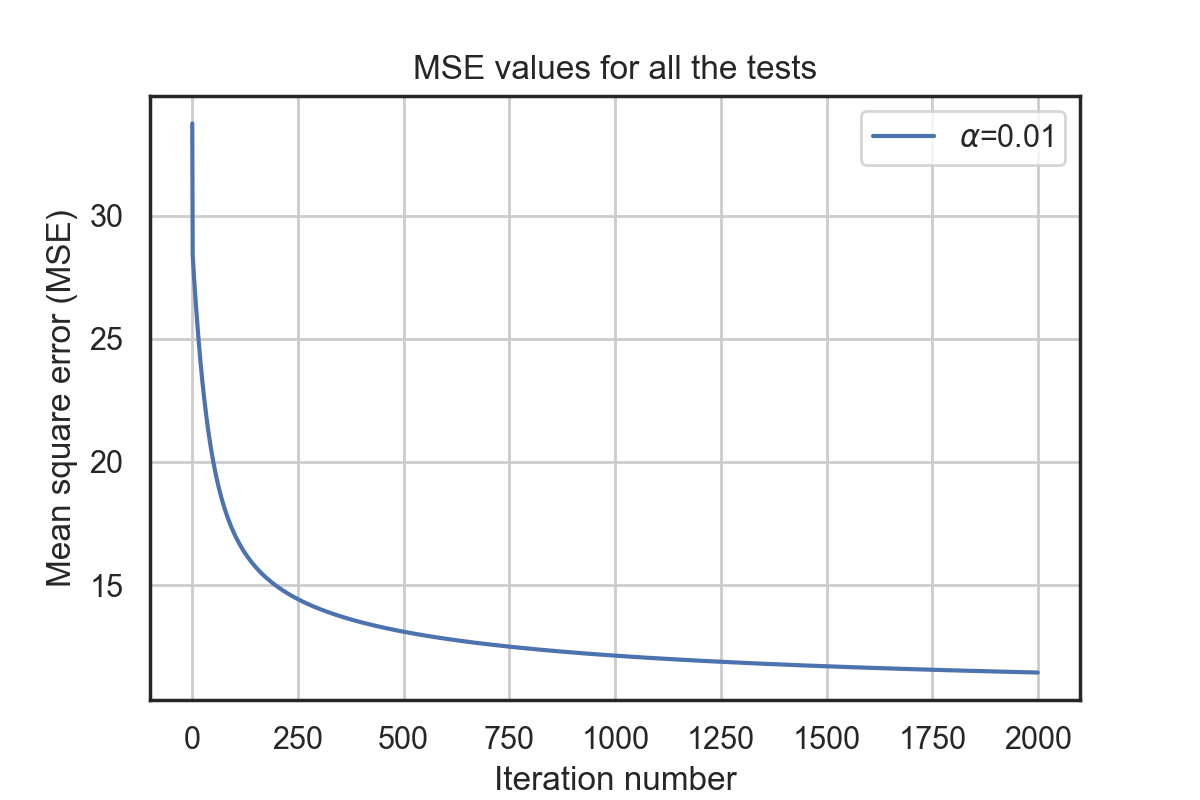 MSE values for all the tests
α=0.01
Mean square error (MSE)
30
25
20
15
0 250 500 750 1000 1250 1500 1750 2000
Iteration number